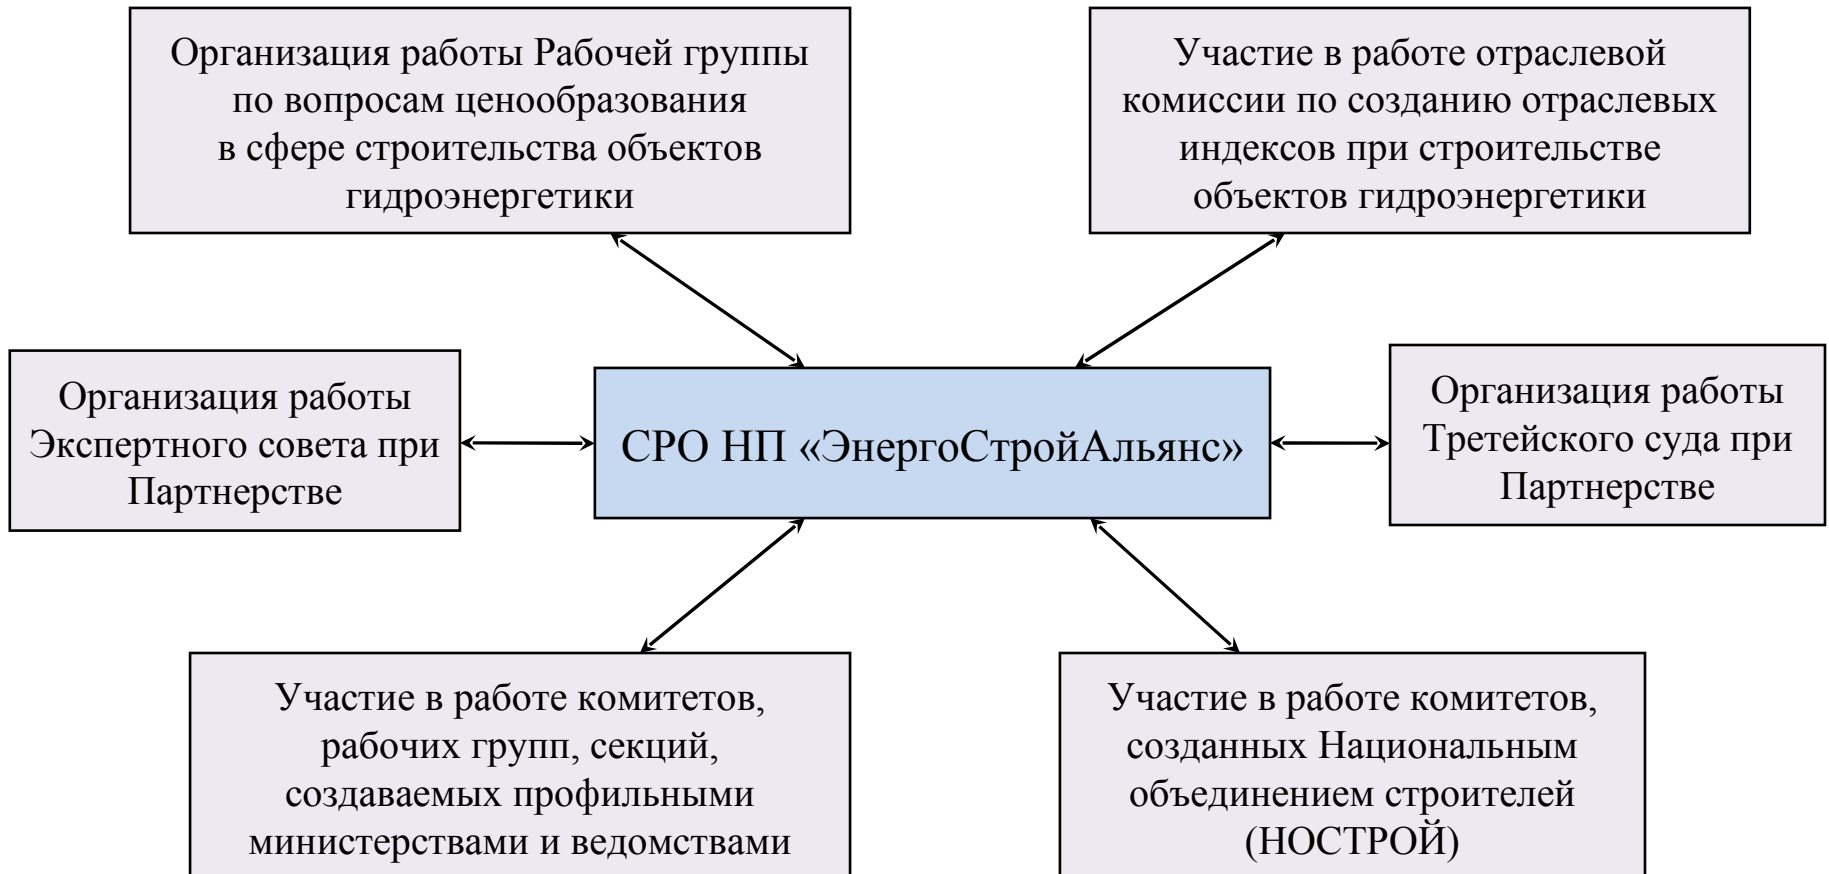 Организация работы Рабочей группы
по вопросам ценообразования
в сфере строительства объектов
гидроэнергетики
Участие в работе отраслевой
комиссии по созданию отраслевых
индексов при строительстве
объектов гидроэнергетики
Организация работы
Экспертного совета при
Партнерстве
СРО НП «ЭнергоСтройАльянс»
Организация работы
Третейского суда при
Партнерстве
Участие в работе комитетов,
рабочих групп, секций,
создаваемых профильными
министерствами и ведомствами
Участие в работе комитетов,
созданных Национальным
объединением строителей
(НОСТРОЙ)